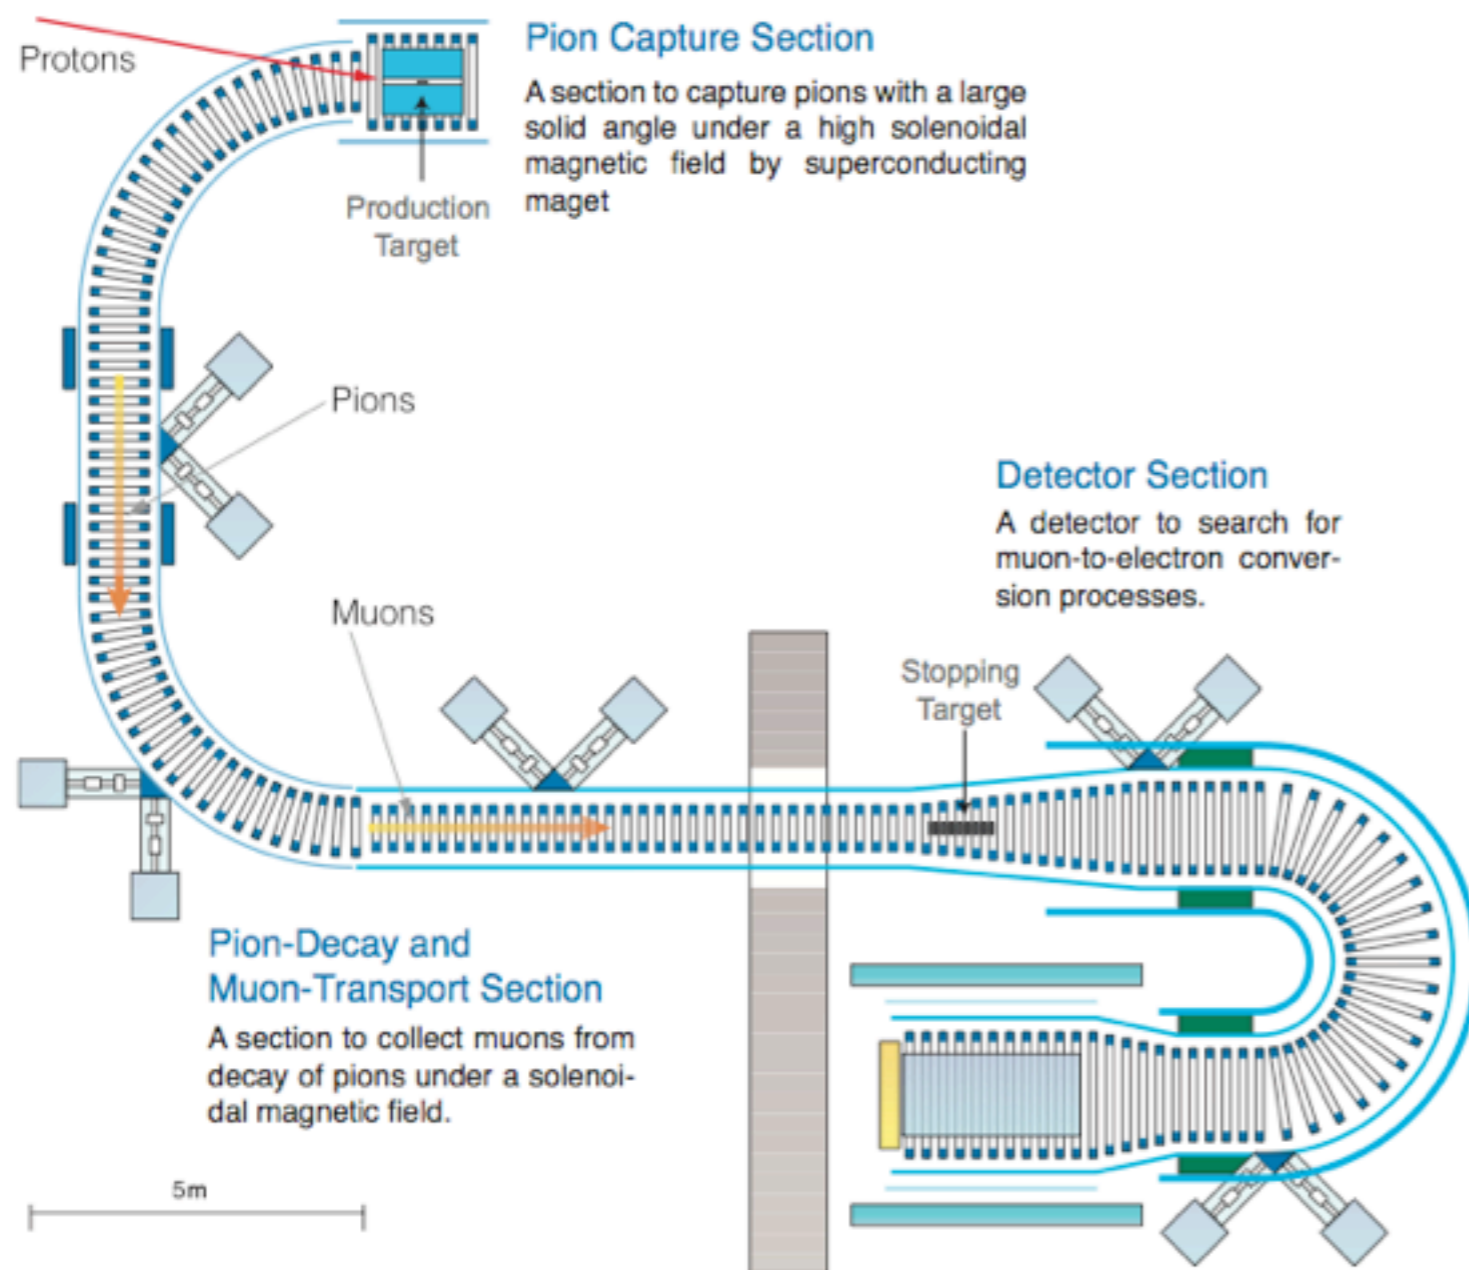 Protons
Pion Capture Section
A section to capture pions with a large
solid angle under a high solenoidal
magnetic field by superconducting
maget
Production
Target
Pions
Detector Section
A detector to search for
muon-to-electron conver-
sion processes.
Muons
Stopping
Target
Pion-Decay and
Muon-Transport Section
A section to collect muons from
decay of pions under a solenoi-
dal magnetic field.
5m